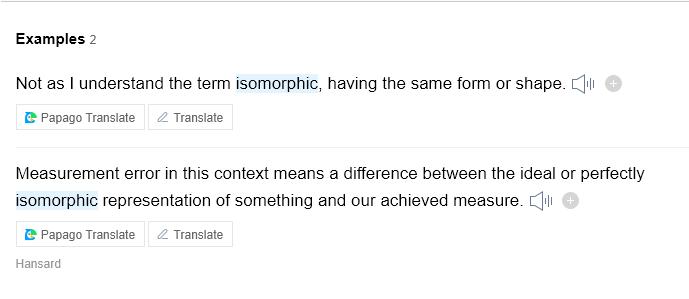 Examples 2
Not as I understand the term isomorphic, having the same form or shape.
Papago Translate Translate
Measurement error in this context means a difference between the ideal or perfectly
isomorphic representation of something and our achieved measure.
Papago Translate Translate
Hansard